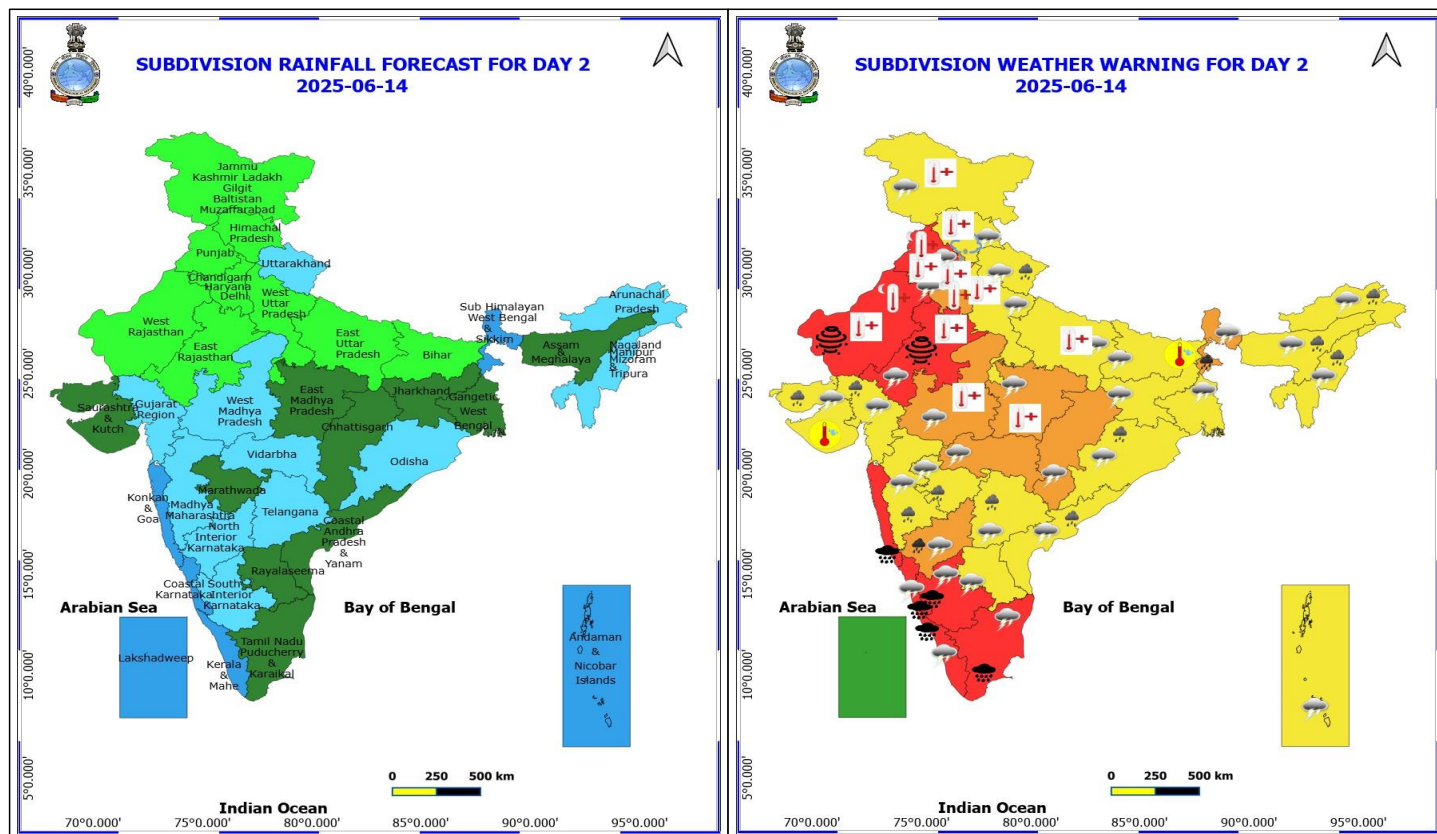 SUBDIVISION RAINFALL FORECAST FOR DAY 2
2025-06-14
40°0.000'
35°0.000'
30°0.000'
25°0.000'
20°0.000'
15°0.000'
10°0.000'
5°0.000'
Jammu
Kashmir Ladakh
Gilgit
Baltistan
Muzaffarabad
Himachal
Pradesh
Punjab
Uttarakhand
Chandigarh
Haryana
Delhi
West
Uttar
Pradesh
West
Rajasthan
East
Rajasthan
East
Uttar
Pradesh
Bihar
Sub Himalayan
West Bengal
&
Sikkim
Arunachal
Pradesh
Assam
&
Meghalaya
Nagaland
Manipur
Mizoram
&
Tripura
Gujarat
Region
Saurashtra
&
Kutch
West
Madhya
Pradesh
East
Madhya
Pradesh
Jharkhand
Gangetic
West
Bengal
Chhattisgarh
Vidarbha
Odisha
Konkan
&
Goa
Marathwada
Madhya
Maharashtra
Telangana
North
Interior
Karnataka
Coastal
Andhra
Pradesh
&
Yanam
Rayalaseema
Coastal
Karnataka
South
Interior
Karnataka
Arabian Sea
Bay of Bengal
Lakshadweep
Kerala
&
Mahe
Tamil Nadu
Puducherry
&
Karaikal
Andaman
&
Nicobar
Islands
0 250 500 km
Indian Ocean
70°0.000' 75°0.000' 80°0.000' 85°0.000' 90°0.000' 95°0.000'
SUBDIVISION WEATHER WARNING FOR DAY 2
2025-06-14
40°0.000'
35°0.000'
30°0.000'
25°0.000'
20°0.000'
15°0.000'
10°0.000'
5°0.000'
Arabian Sea
Bay of Bengal
0 250 500 km
Indian Ocean
70°0.000' 75°0.000' 80°0.000' 85°0.000' 90°0.000' 95°0.000'